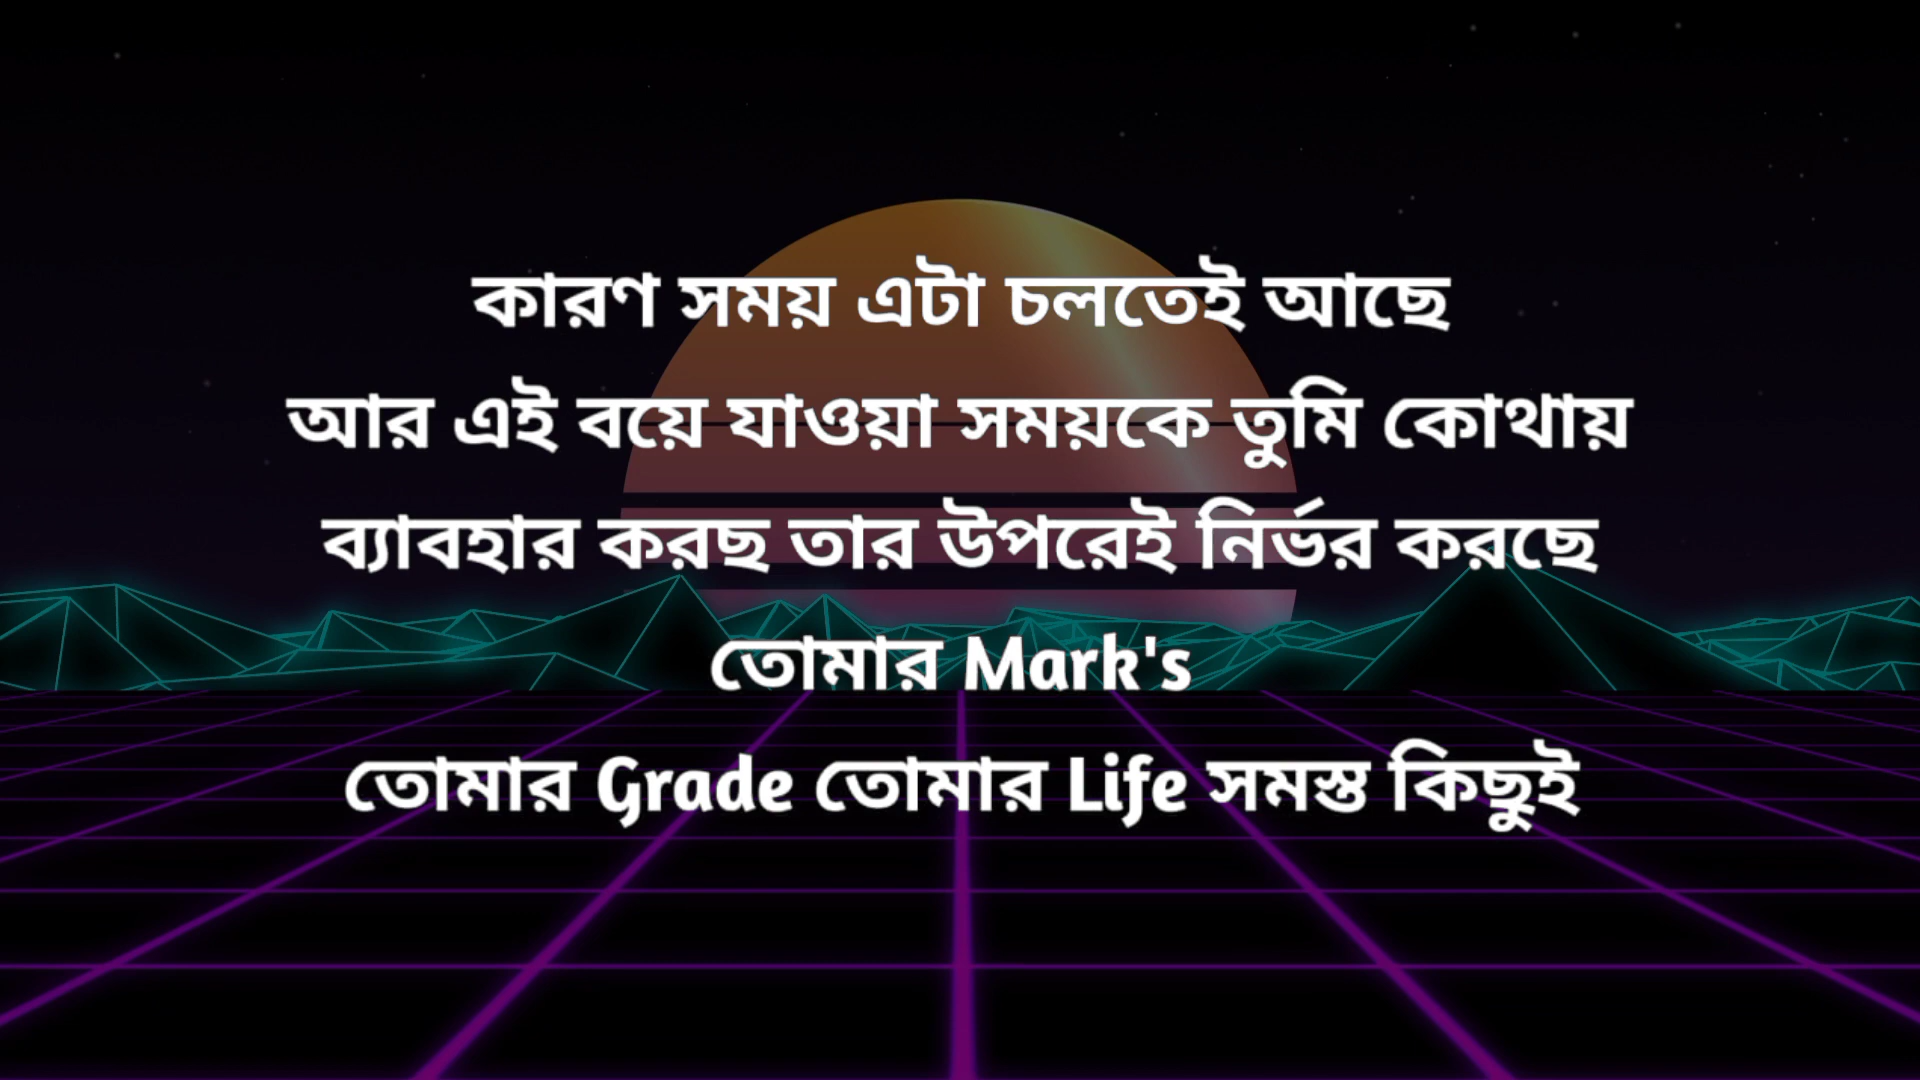 কারণ সময় এটা চলতেই আছে
আর এই বয়ে যাওয়া সময়কে তুমি কোথায়
ব্যাবহার করছ তার উপরেই নির্ভর করছে
তোমার Mark's
তোমার Grade তোমার Life সমস্ত কিছুই